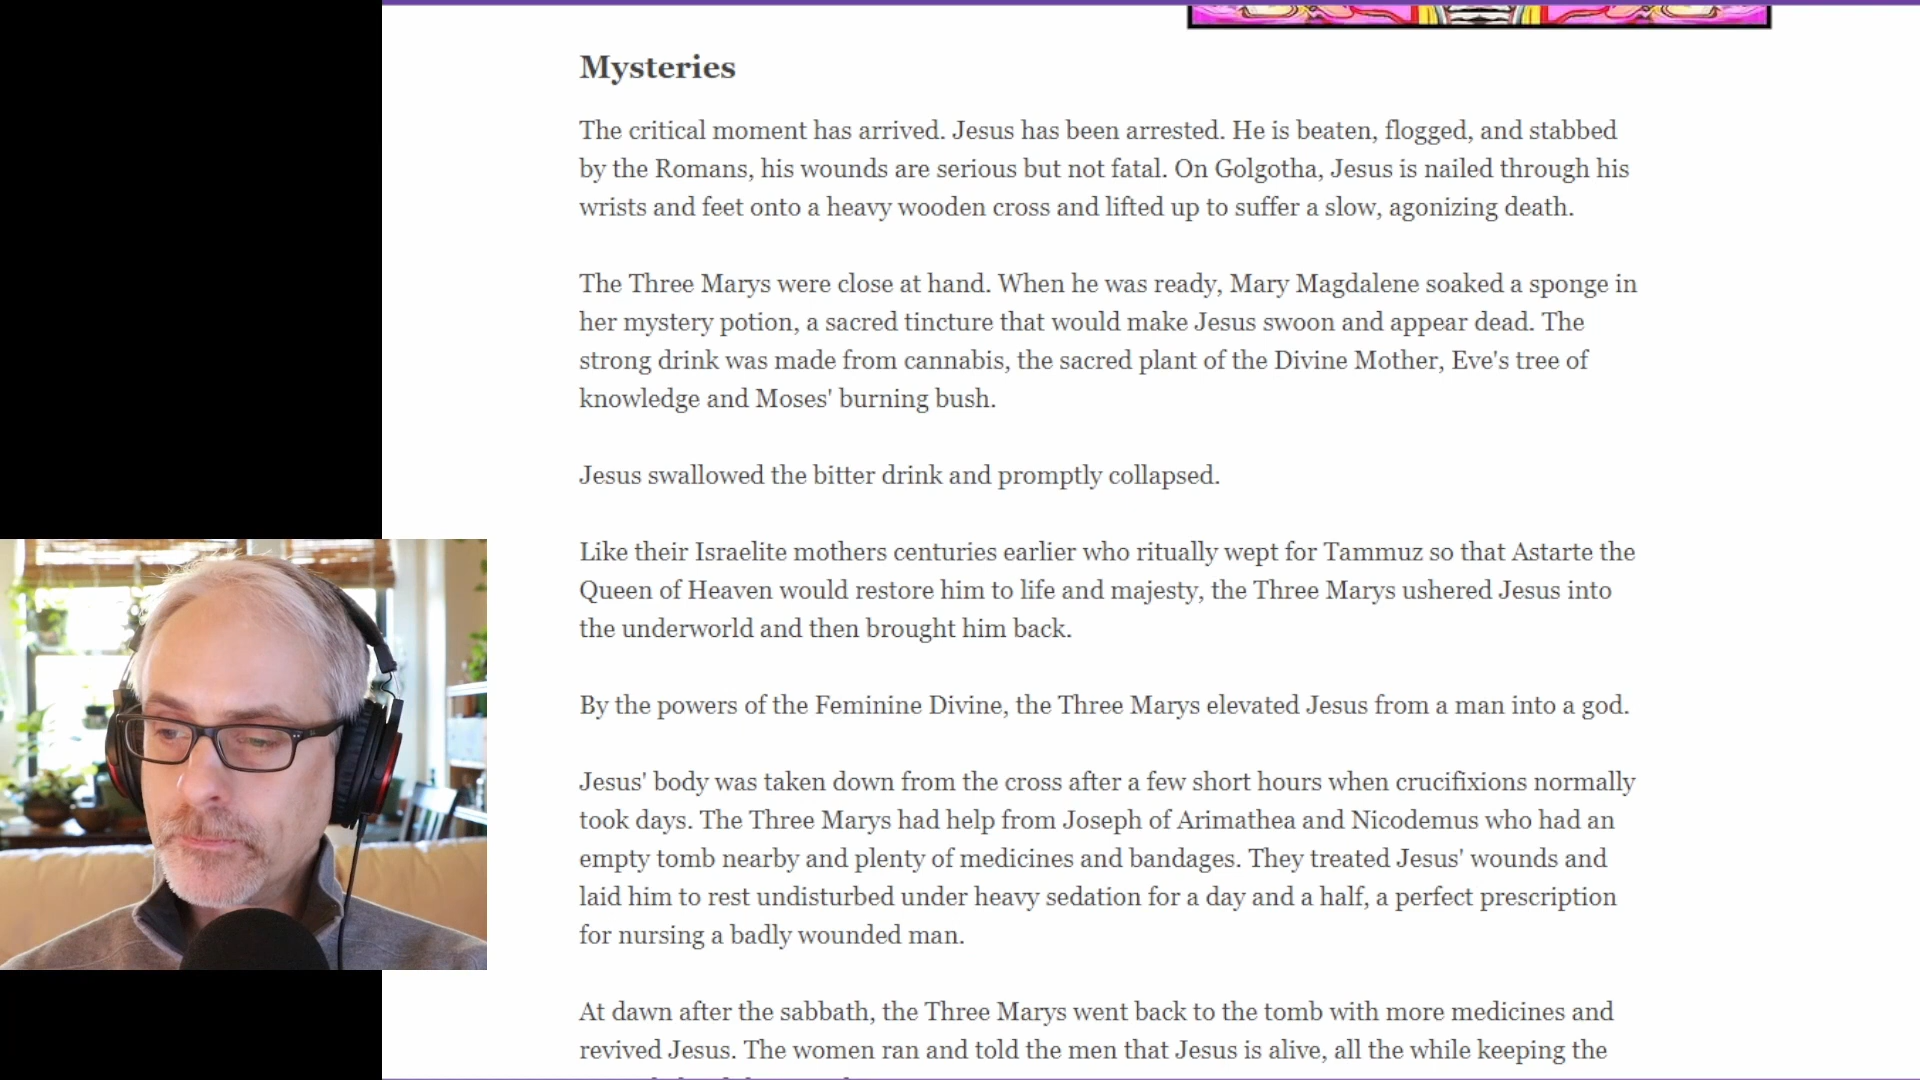 Mysteries
The critical moment has arrived. Jesus has been arrested. He is beaten, flogged, and stabbed
by the Romans, his wounds are serious but not fatal. On Golgotha, Jesus is nailed through his
wrists and feet onto a heavy wooden cross and lifted up to suffer a slow, agonizing death.
The Three Marys were close at hand. When he was ready, Mary Magdalene soaked a sponge in
her mystery potion, a sacred tincture that would make Jesus swoon and appear dead. The
strong drink was made from cannabis, the sacred plant of the Divine Mother, Eve's tree of
knowledge and Moses' burning bush.
Jesus swallowed the bitter drink and promptly collapsed.
Like their Israelite mothers centuries earlier who ritually wept for Tammuz so that Astarte the
Queen of Heaven would restore him to life and majesty, the Three Marys ushered Jesus into
the underworld and then brought him back.
By the powers of the Feminine Divine, the Three Marys elevated Jesus from a man into a god.
Jesus' body was taken down from the cross after a few short hours when crucifixions normally
took days. The Three Marys had help from Joseph of Arimathea and Nicodemus who had an
empty tomb nearby and plenty of medicines and bandages. They treated Jesus' wounds and
laid him to rest undisturbed under heavy sedation for a day and a half, a perfect prescription
for nursing a badly wounded man.
At dawn after the sabbath, the Three Marys went back to the tomb with more medicines and
revived Jesus. The women ran and told the men that Jesus is alive, all the while keeping the